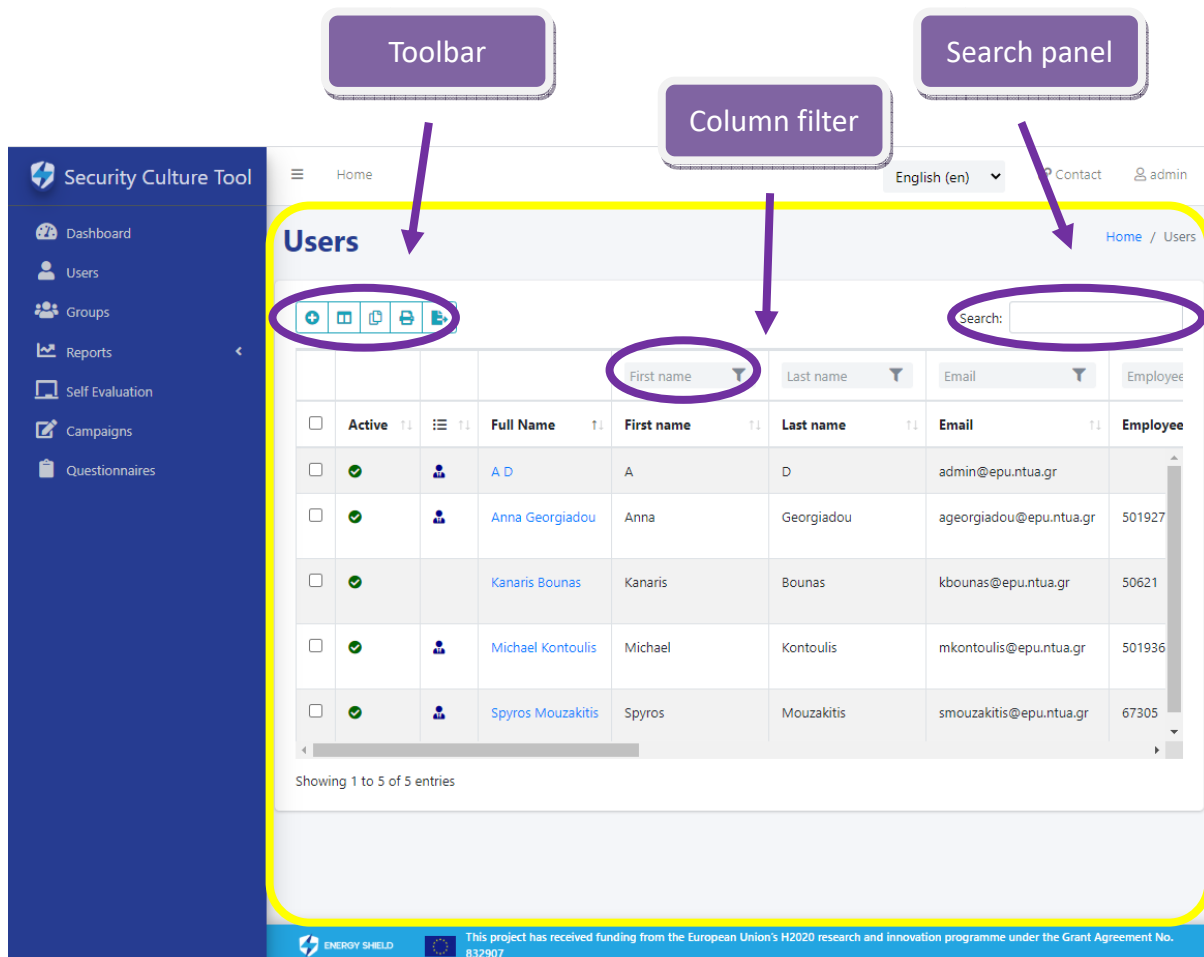 Toolbar
Search panel
Column filter
Security Culture Tool
Home
English (en)
Contact
admin
Dashboard
Users
Groups
Reports
Self Evaluation
Campaigns
Questionnaires
Users
Home / Users
Search:
First name
Last name
Email
Employee
Active
Full Name
First name
Last name
Email
Employee
A D
A
D
admin@epu.ntua.gr
Anna Georgiadou
Anna
Georgiadou
ageorgiadou@epu.ntua.gr
501927
Kanaris Bounas
Kanaris
Bounas
kbounas@epu.ntua.gr
50621
Michael Kontoulis
Michael
Kontoulis
mkontoulis@epu.ntua.gr
501936
Spyros Mouzakitis
Spyros
Mouzakitis
smouzakitis@epu.ntua.gr
67305
Showing 1 to 5 of 5 entries
ENERGY SHIELD
This project has received funding from the European Union's H2020 research and innovation programme under the Grant Agreement No.
832907